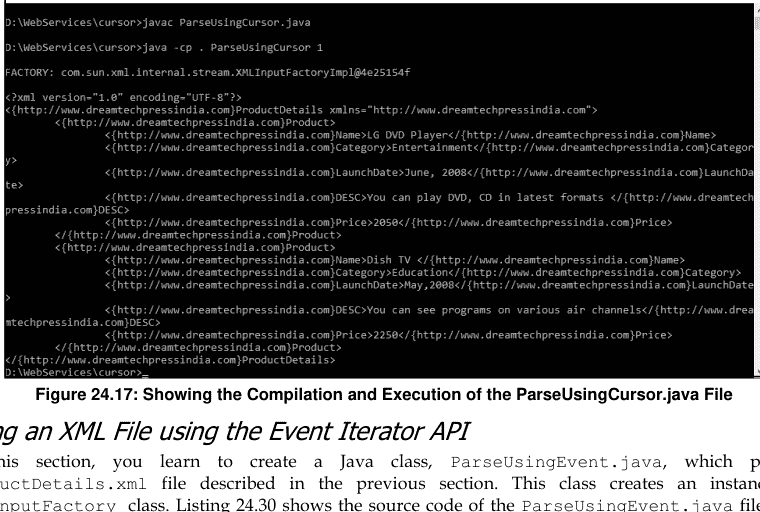 D:\WebServices\cursor>javac ParseUsingCursor.java
D:\WebServices\cursor>java -cp . ParseUsingCursor 1
FACTORY: com.sun.xml.internal.stream.XMLInputFactoryImpl@4e25154f
<?xml version="1.0" encoding="UTF-8"?>
<{http://www.dreamtechpressindia.com}ProductDetails xmlns="http://www.dreamtechpressindia.com">
<{http://www.dreamtechpressindia.com}Product>
<{http://www.dreamtechpressindia.com}Name>LG DVD Player</{http://www.dreamtechpressindia.com}Name>
<{http://www.dreamtechpressindia.com}Category>Entertainment</{http://www.dreamtechpressindia.com}Categor
y>
<{http://www.dreamtechpressindia.com}LaunchDate>June, 2008</{http://www.dreamtechpressindia.com}LaunchDa
te>
<{http://www.dreamtechpressindia.com}DESC>You can play DVD, CD in latest formats </{http://www.dreamtech
pressindia.com}DESC>
<{http://www.dreamtechpressindia.com}Price>2050</{http://www.dreamtechpressindia.com}Price>
</{http://www.dreamtechpressindia.com}Product>
<{http://www.dreamtechpressindia.com}Product>
<{http://www.dreamtechpressindia.com}Name>Dish TV </{http://www.dreamtechpressindia.com}Name>
<{http://www.dreamtechpressindia.com}Category>Education</{http://www.dreamtechpressindia.com}Category>
<{http://www.dreamtechpressindia.com}LaunchDate>May,2008</{http://www.dreamtechpressindia.com}LaunchDate
>
<{http://www.dreamtechpressindia.com}DESC>You can see programs on various air channels</{http://www.drea
mtechpressindia.com}DESC>
<{http://www.dreamtechpressindia.com}Price>2250</{http://www.dreamtechpressindia.com}Price>
</{http://www.dreamtechpressindia.com}Product>
</{http://www.dreamtechpressindia.com}ProductDetails>
D:\WebServices\cursor>_
Figure 24.17: Showing the Compilation and Execution of the ParseUsingCursor.java File
ng an XML File using the Event Iterator API
his section, you learn to create a Java class, ParseUsingEvent.java, which p
uctDetails.xml file described in the previous section. This class creates an instanc
nputFactory class. Listing 24.30 shows the source code of the ParseUsingEvent.java file